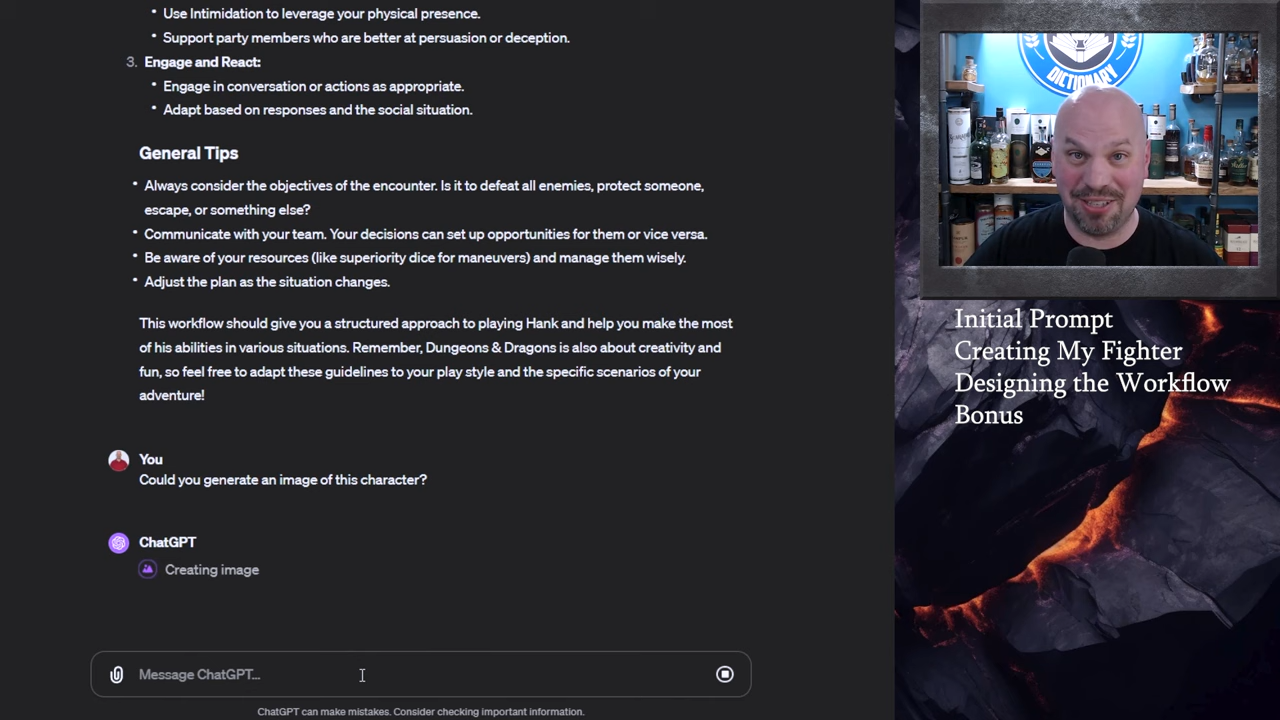 Use Intimidation to leverage your physical presence.
Support party members who are better at persuasion or deception.
3. Engage and React:
Engage in conversation or actions as appropriate.
Adapt based on responses and the social situation.
General Tips
Always consider the objectives of the encounter. Is it to defeat all enemies, protect someone,
escape, or something else?
Communicate with your team. Your decisions can set up opportunities for them or vice versa.
Be aware of your resources (like superiority dice for maneuvers) and manage them wisely.
Adjust the plan as the situation changes.
This workflow should give you a structured approach to playing Hank and help you make the most
of his abilities in various situations. Remember, Dungeons & Dragons is also about creativity and
fun, so feel free to adapt these guidelines to your play style and the specific scenarios of your
adventure!
You
Could you generate an image of this character?
ChatGPT
Creating image
Message ChatGPT...
ChatGPT can make mistakes. Consider checking important information.
DICTIONARY
Initial Prompt
Creating My Fighter
Designing the Workflow
Bonus